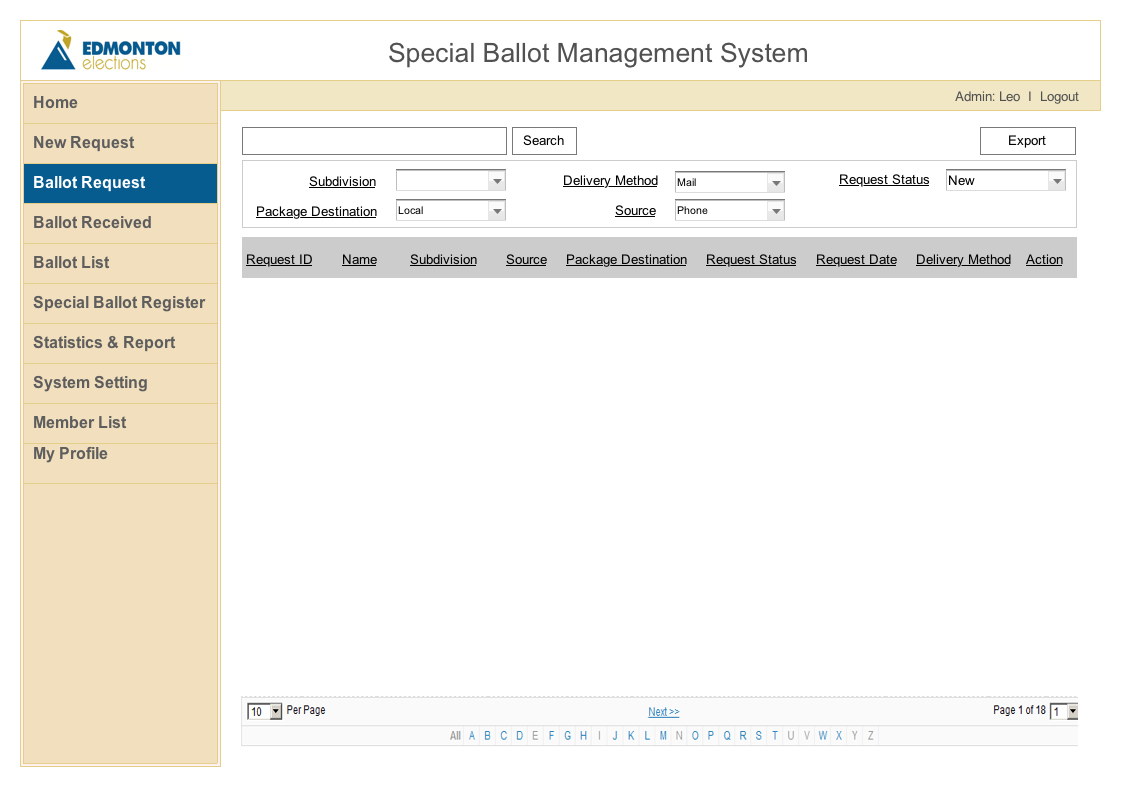 EDMONTON
elections
Special Ballot Management System
Admin: Leo I Logout
Home
New Request
Ballot Request
Ballot Received
Ballot List
Special Ballot Register
Statistics & Report
System Setting
Member List
My Profile
Search
Export
Subdivision
Delivery Method Mail
Request Status New
Package Destination Local
Source Phone
Request ID Name Subdivision Source Package Destination Request Status Request Date Delivery Method Action
10 Per Page Next >> Page 1 of 18 1
All A B C D E F G H I J K L M N O P Q R S T U V W X Y Z